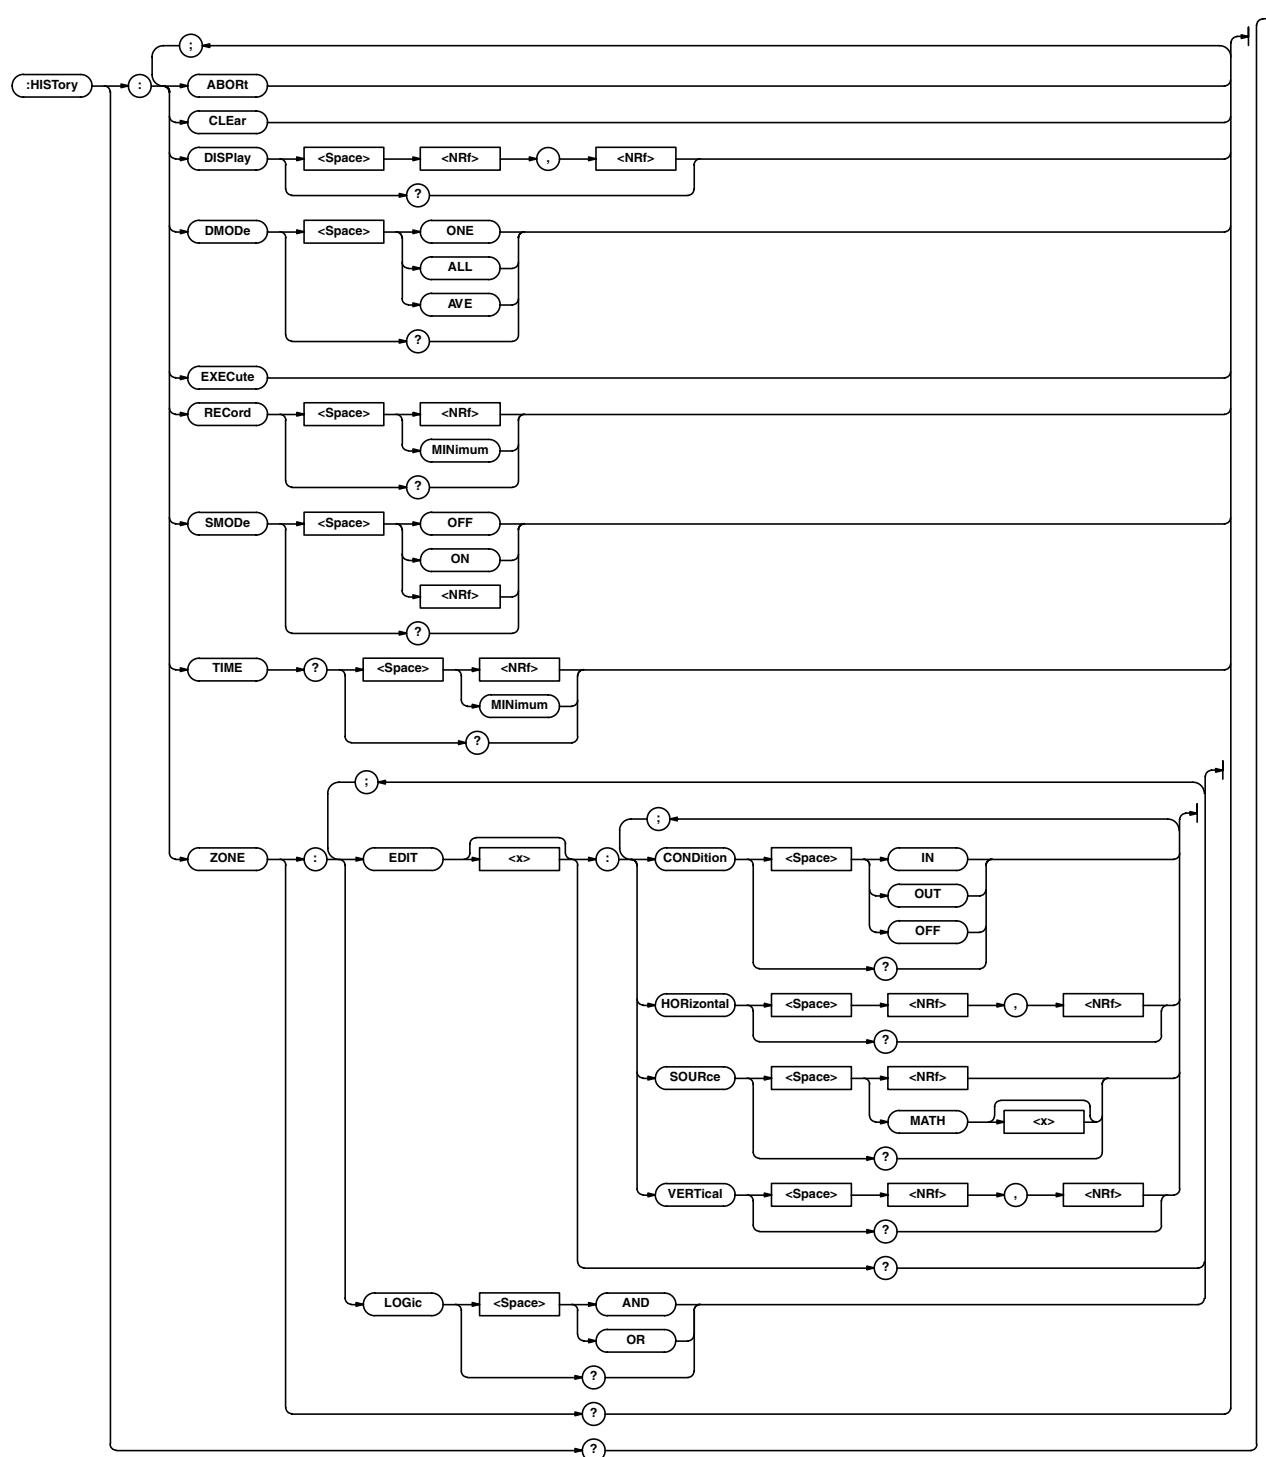 ;
:HISTory : ABORt
CLEar
DISPlay <Space> <NRf> , <NRf>
?
DMODe <Space> ONE
ALL
AVE
?
EXECute
RECord <Space> <NRf>
MINimum
?
SMODe <Space> OFF
ON
<NRf>
?
TIME ? <Space> <NRf>
MINimum
?
;
;
ZONE : EDIT <x> : CONDition <Space> IN
OUT
OFF
?
HORizontal <Space> <NRf> , <NRf>
?
SOURce <Space> <NRf>
MATH <x>
?
VERTical <Space> <NRf> , <NRf>
?
?
LOGic <Space> AND
OR
?
?
?